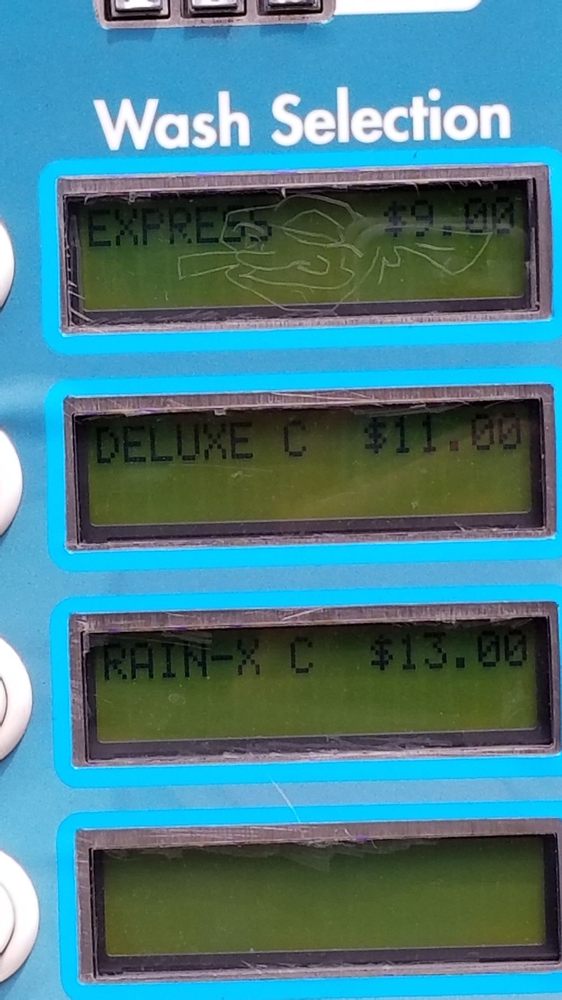 Wash Selection
EXPRESS $9.00
DELUXE C $11.00
RAIN-X C $13.00